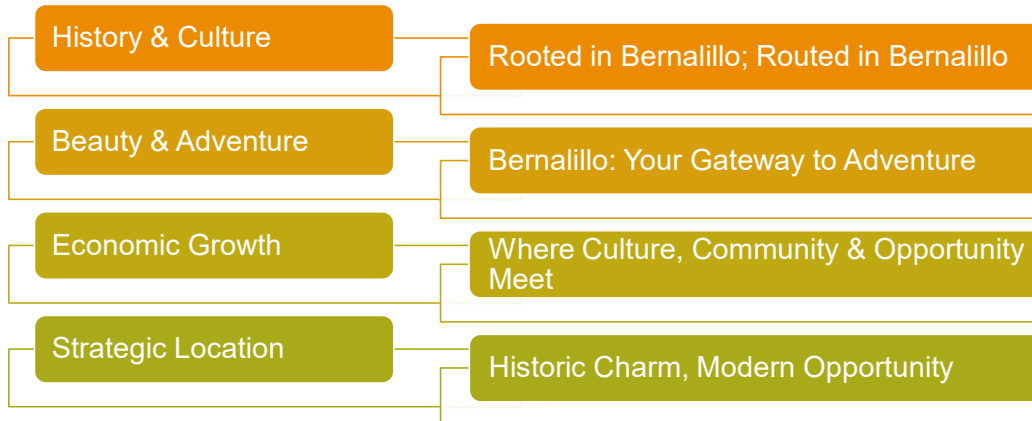 History & Culture
Rooted in Bernalillo; Routed in Bernalillo
Beauty & Adventure
Bernalillo: Your Gateway to Adventure
Economic Growth
Where Culture, Community & Opportunity
Meet
Strategic Location
Historic Charm, Modern Opportunity